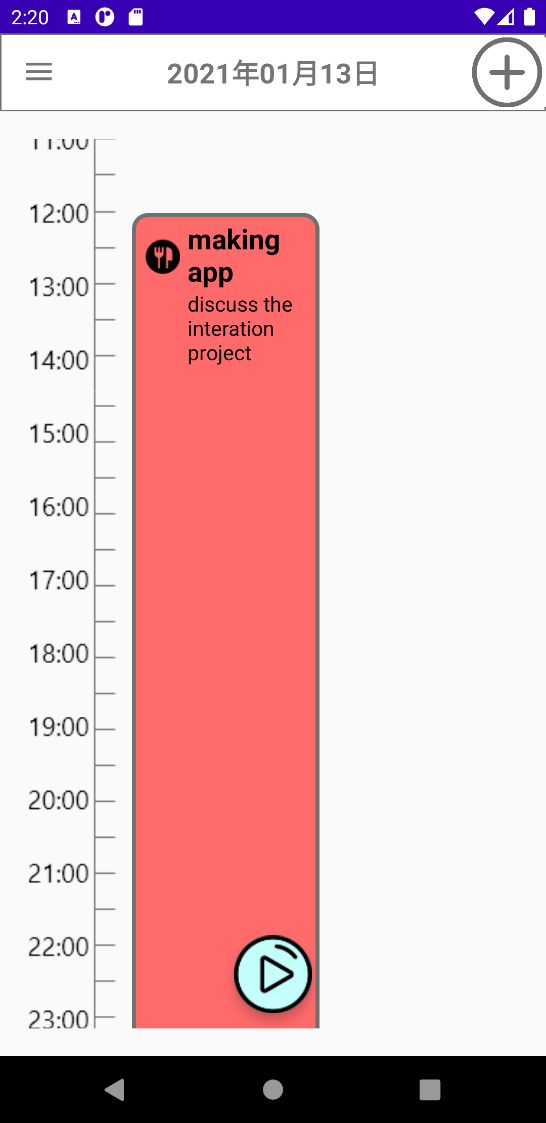 2:20
2021年01月13日
11:00
12:00
making
app
13:00
discuss the
interation
project
14:00
15:00
16:00
17:00
18:00
19:00
20:00
21:00
22:00
23:00